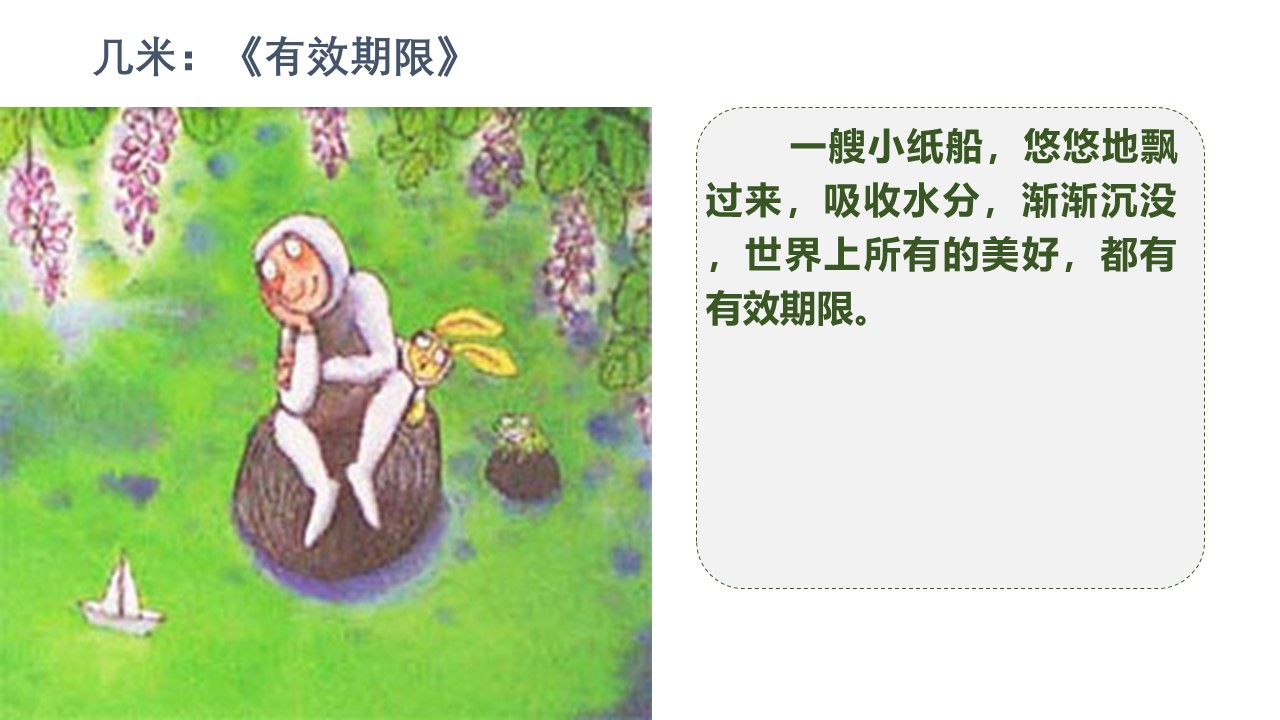 几米：《有效期限》
一艘小纸船，悠悠地飘
过来，吸收水分，渐渐沉没
，世界上所有的美好，都有
有效期限。